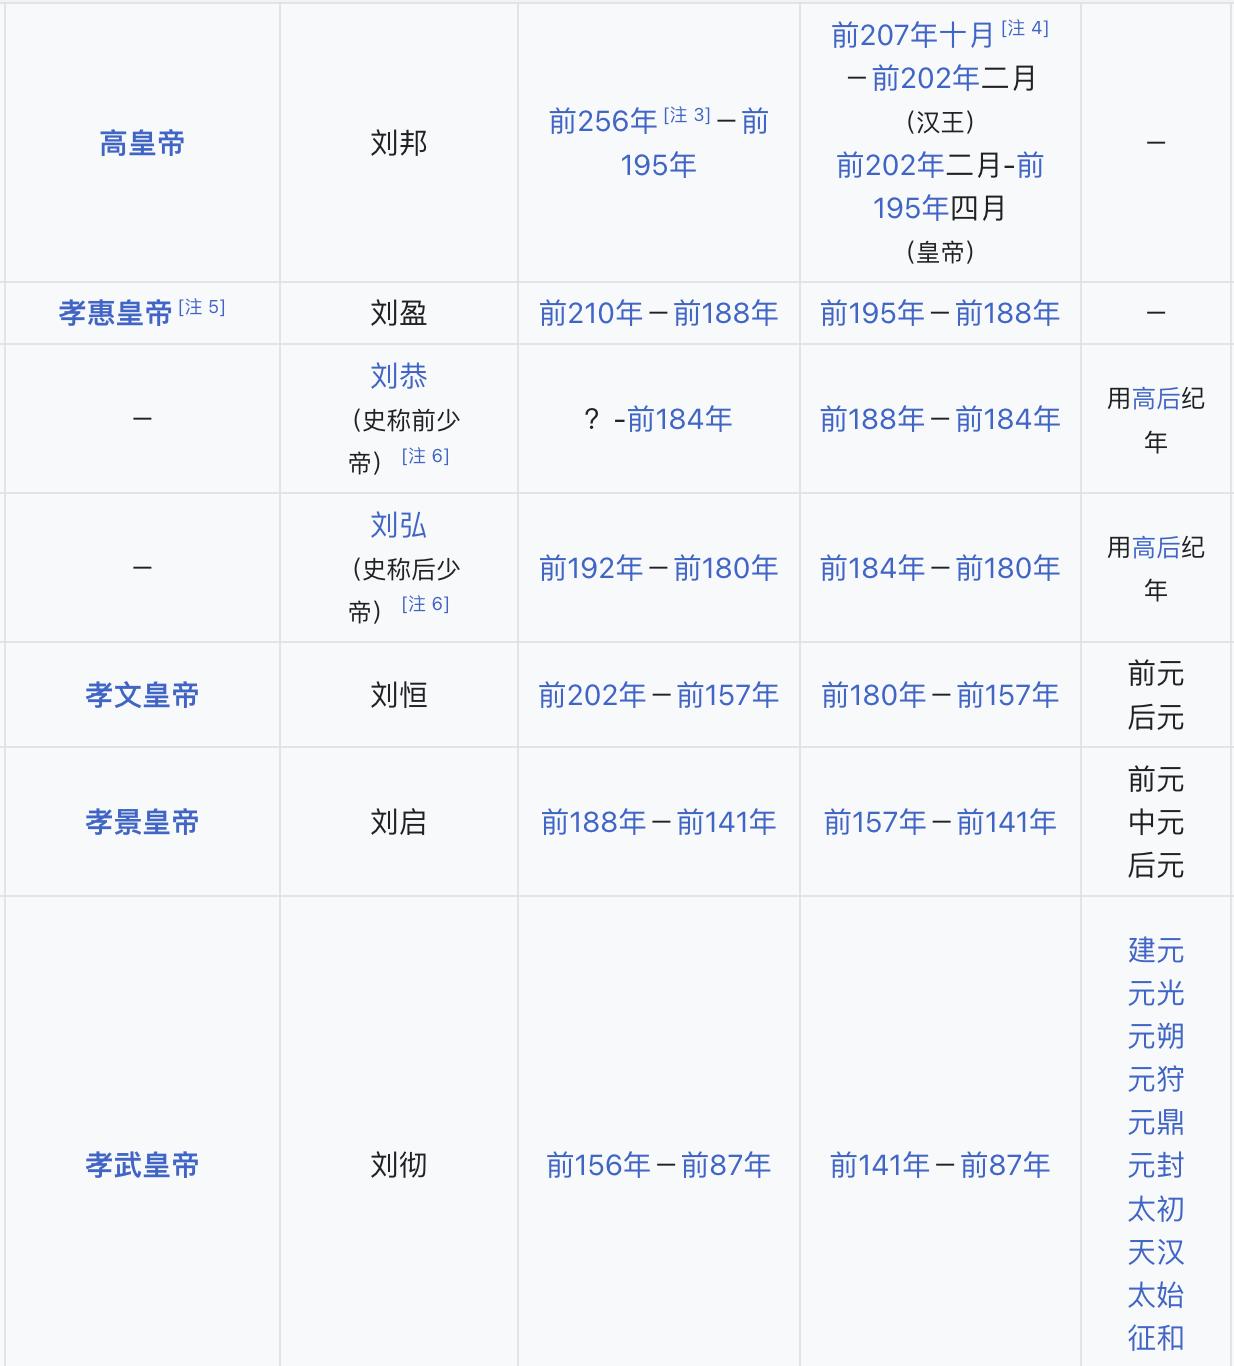 高皇帝
刘邦
前256年[注 3]－前
195年
前207年十月[注 4]
－前202年二月
（汉王）
前202年二月-前
195年四月
（皇帝）
－
孝惠皇帝[注 5]
刘盈
前210年－前188年
前195年－前188年
－
－
刘恭
（史称前少
帝）[注 6]
？-前184年
前188年－前184年
用高后纪
年
－
刘弘
（史称后少
帝）[注 6]
前192年－前180年
前184年－前180年
用高后纪
年
孝文皇帝
刘恒
前202年－前157年
前180年－前157年
前元
后元
孝景皇帝
刘启
前188年－前141年
前157年－前141年
前元
中元
后元
孝武皇帝
刘彻
前156年－前87年
前141年－前87年
建元
元光
元朔
元狩
元鼎
元封
太初
天汉
太始
征和